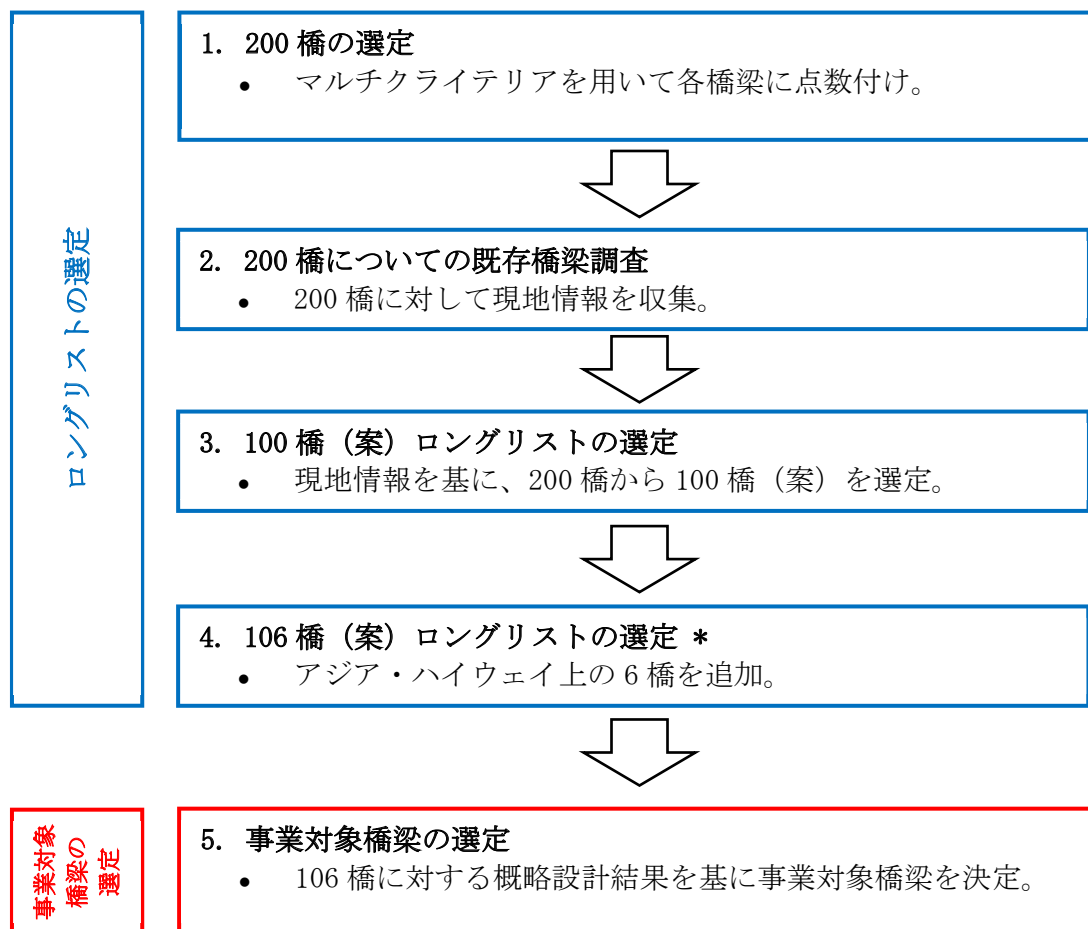 ロングリストの選定
1. 200 橋の選定
• マルチクライテリアを用いて各橋梁に点数付け。
2. 200 橋についての既存橋梁調査
• 200 橋に対して現地情報を収集。
3. 100 橋（案）ロングリストの選定
• 現地情報を基に、200 橋から 100 橋（案）を選定。
4. 106 橋（案）ロングリストの選定 *
• アジア・ハイウェイ上の 6 橋を追加。
事業対象
橋梁の
選定
5. 事業対象橋梁の選定
• 106 橋に対する概略設計結果を基に事業対象橋梁を決定。